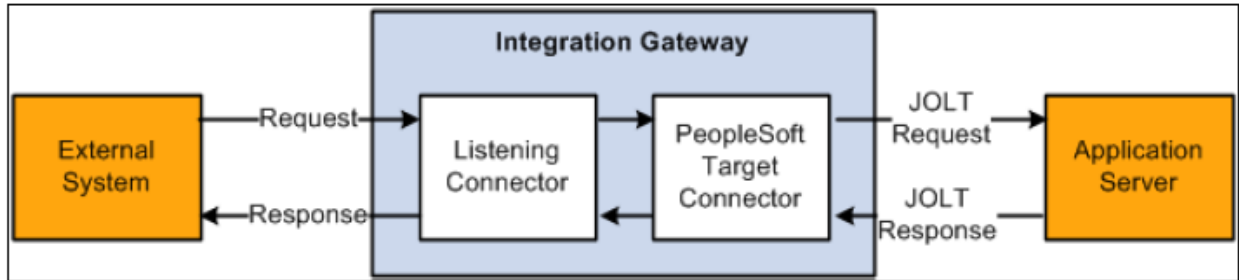 Integration Gateway
External
System
Request
Response
Listening
Connector
PeopleSoft
Target
Connector
JOLT
Request
JOLT
Response
Application
Server